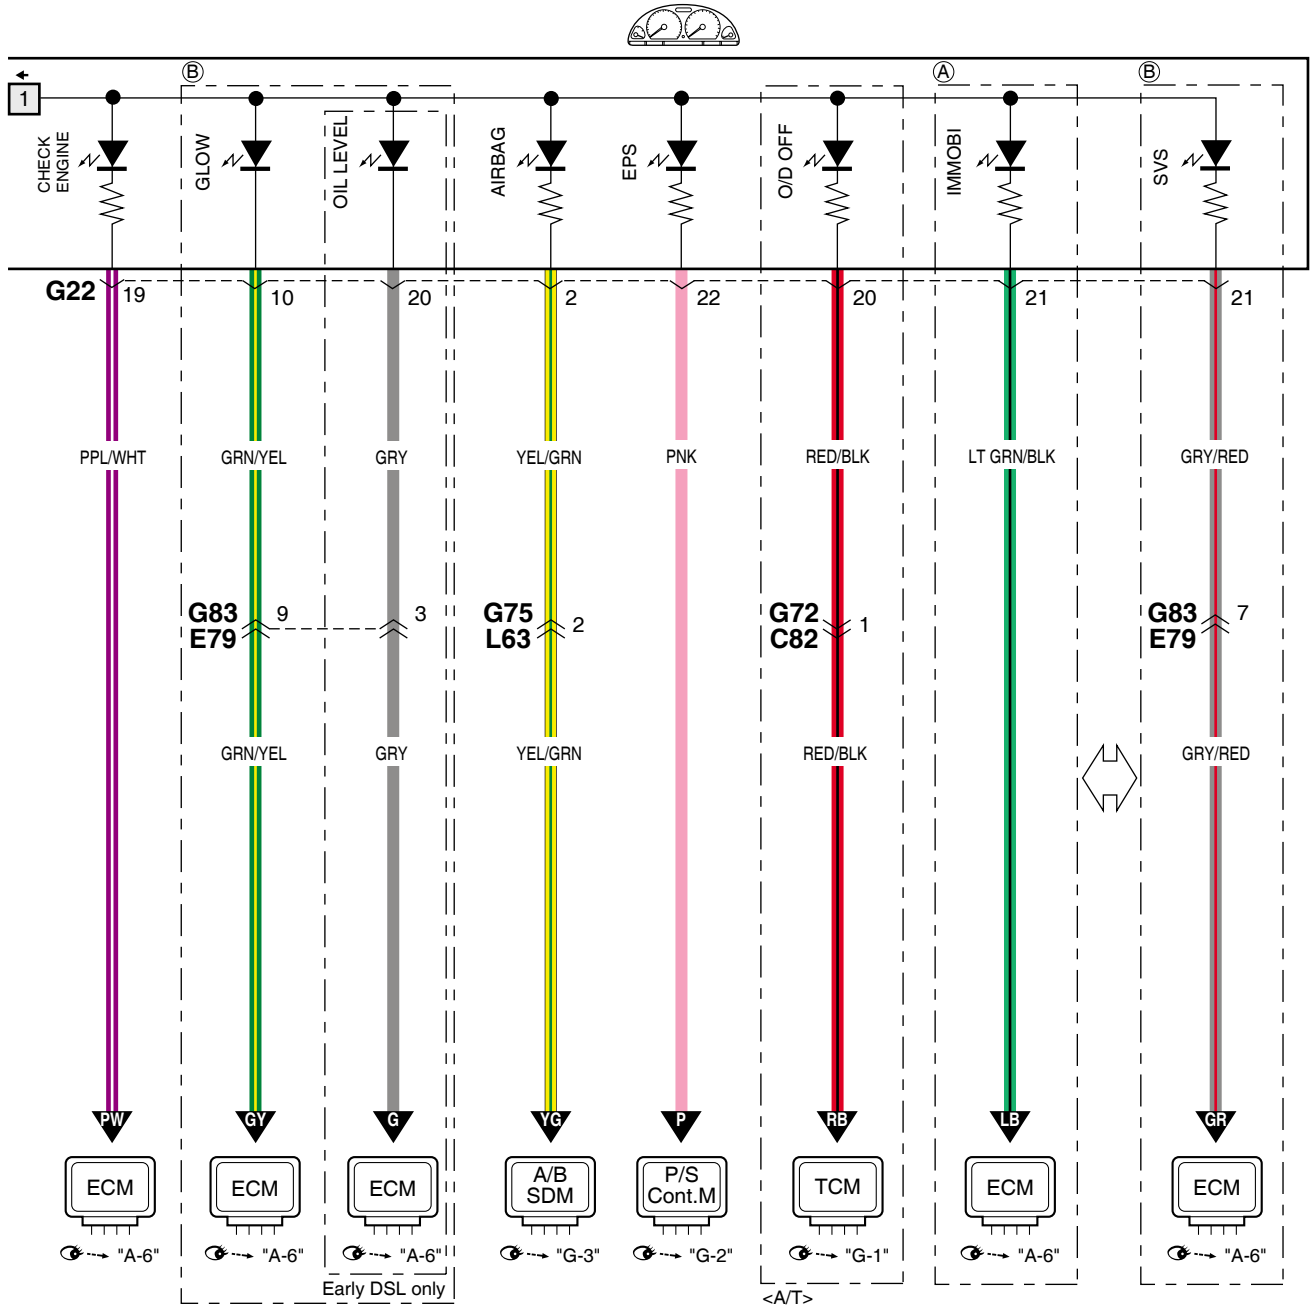 Ⓑ Ⓐ Ⓑ
1
CHECK
ENGINE
GLOW
OIL LEVEL
AIRBAG
EPS
O/D OFF
IMMOBI
SVS
G22 19 10 20 2 22 20 21 21
PPL/WHT GRN/YEL GRY YEL/GRN PNK RED/BLK LT GRN/BLK GRY/RED
G83 9 3 G75 2 G72 1 G83 7
E79 L63 C82 E79
GRN/YEL GRY YEL/GRN RED/BLK GRY/RED
PW GY G YG P RB LB GR
ECM ECM ECM A/B
SDM P/S
Cont.M TCM ECM ECM
"A-6" "A-6" "A-6" "G-3" "G-2" "G-1" "A-6" "A-6"
Early DSL only
<A/T>